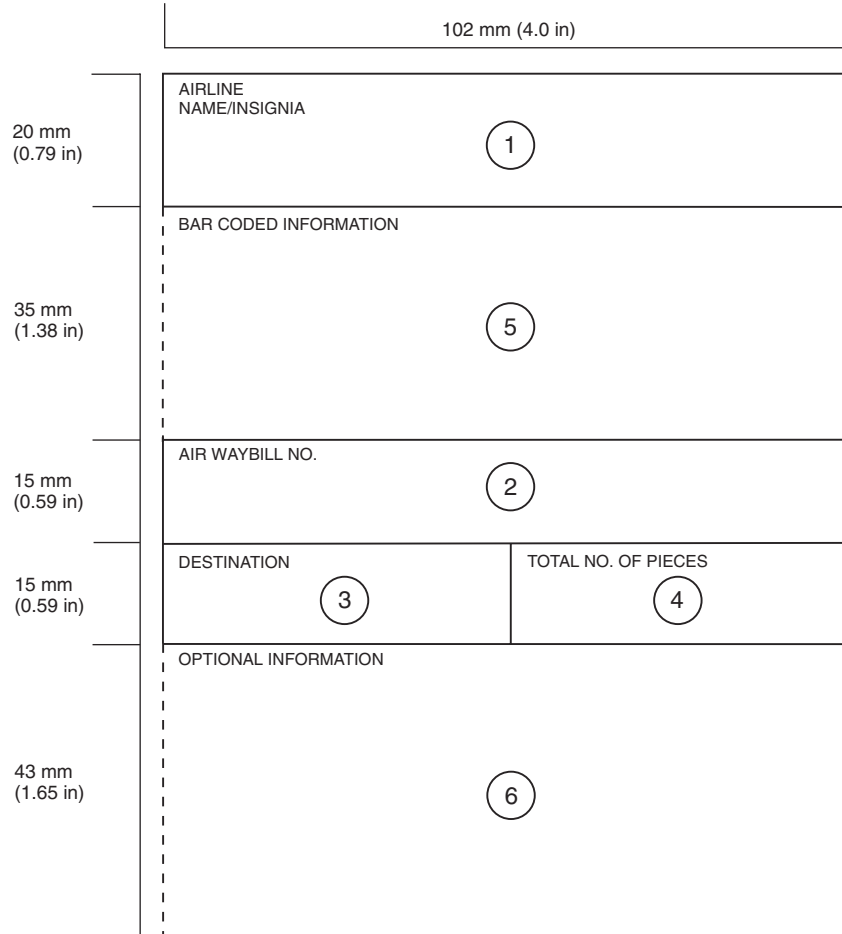 102 mm (4.0 in)
AIRLINE
NAME/INSIGNIA
20 mm
(0.79 in)
1
BAR CODED INFORMATION
35 mm
(1.38 in)
5
AIR WAYBILL NO.
15 mm
(0.59 in)
2
DESTINATION
TOTAL NO. OF PIECES
15 mm
(0.59 in)
3
4
OPTIONAL INFORMATION
43 mm
(1.65 in)
6